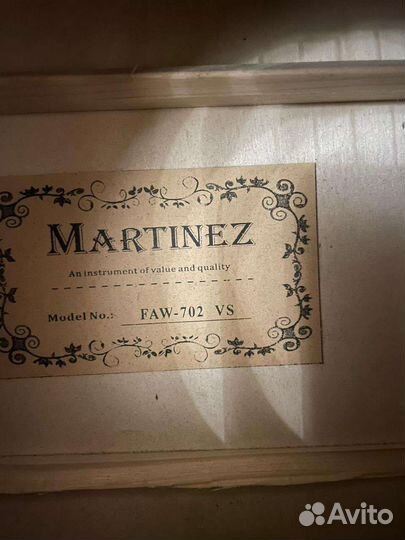 MARTINEZ
An instrument of value and quality
Model No.: FAW-702 VS
Avito